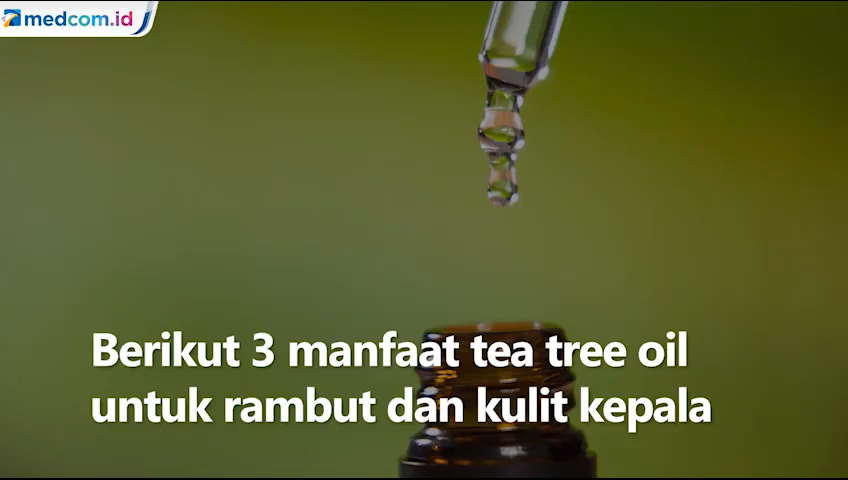 medcom.id
Berikut 3 manfaat tea tree oil
untuk rambut dan kulit kepala